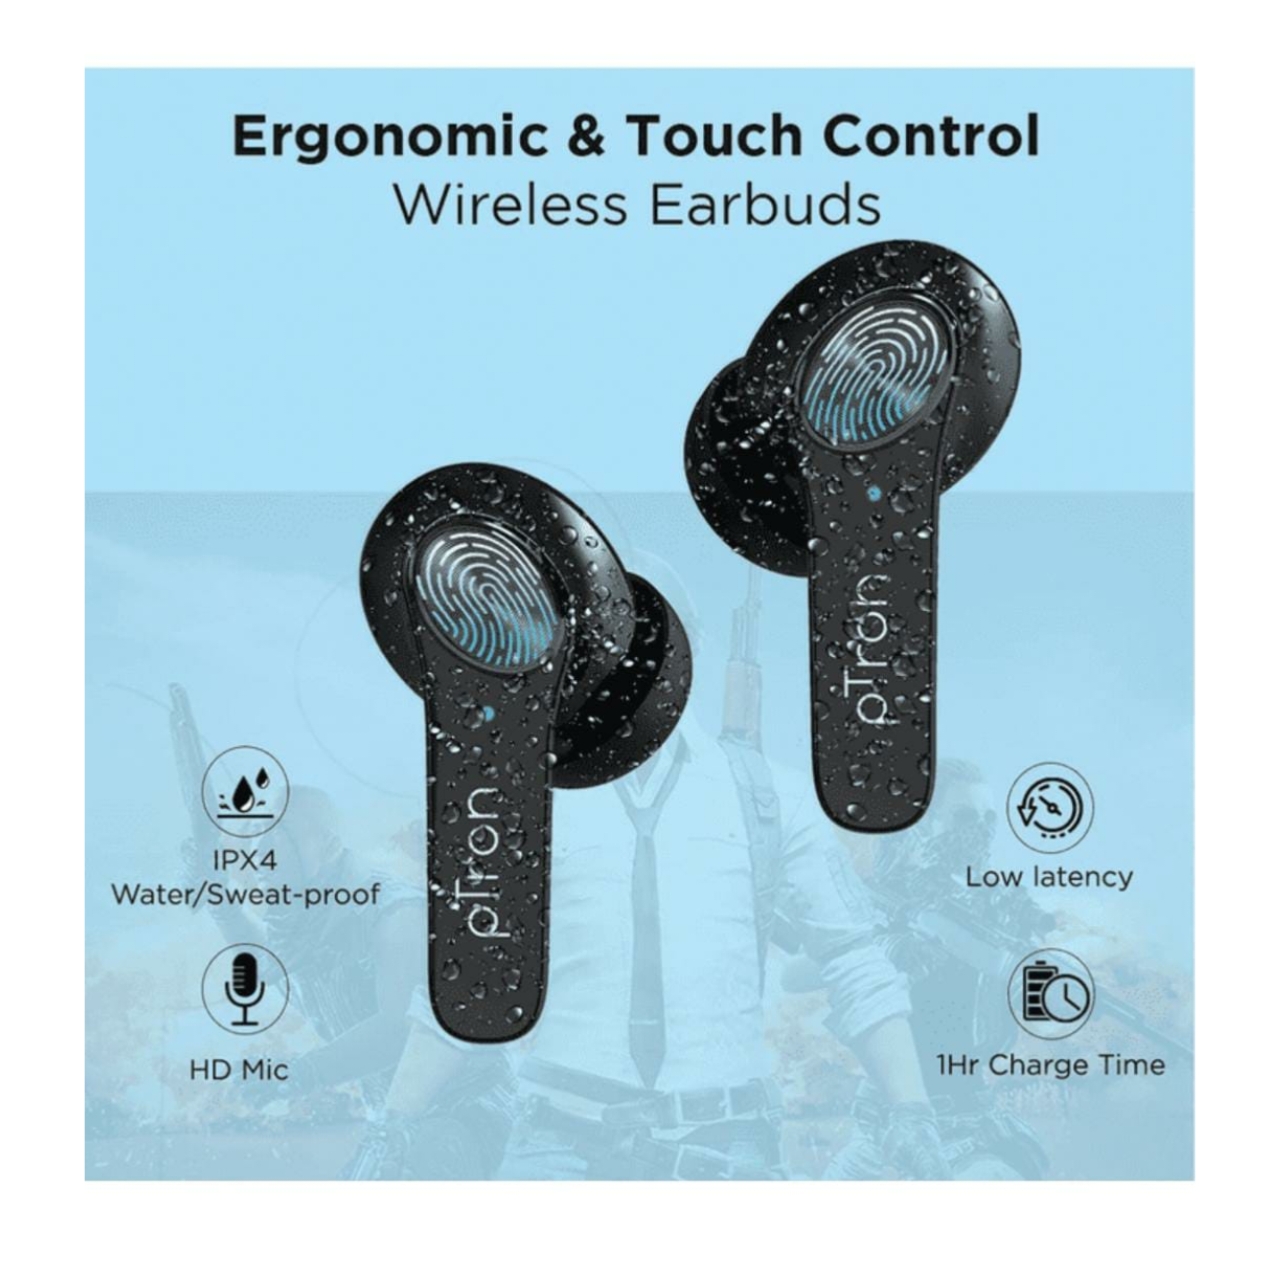 Ergonomic & Touch Control
Wireless Earbuds
pTron
pTron
IPX4
Water/Sweat-proof
HD Mic
Low latency
1Hr Charge Time